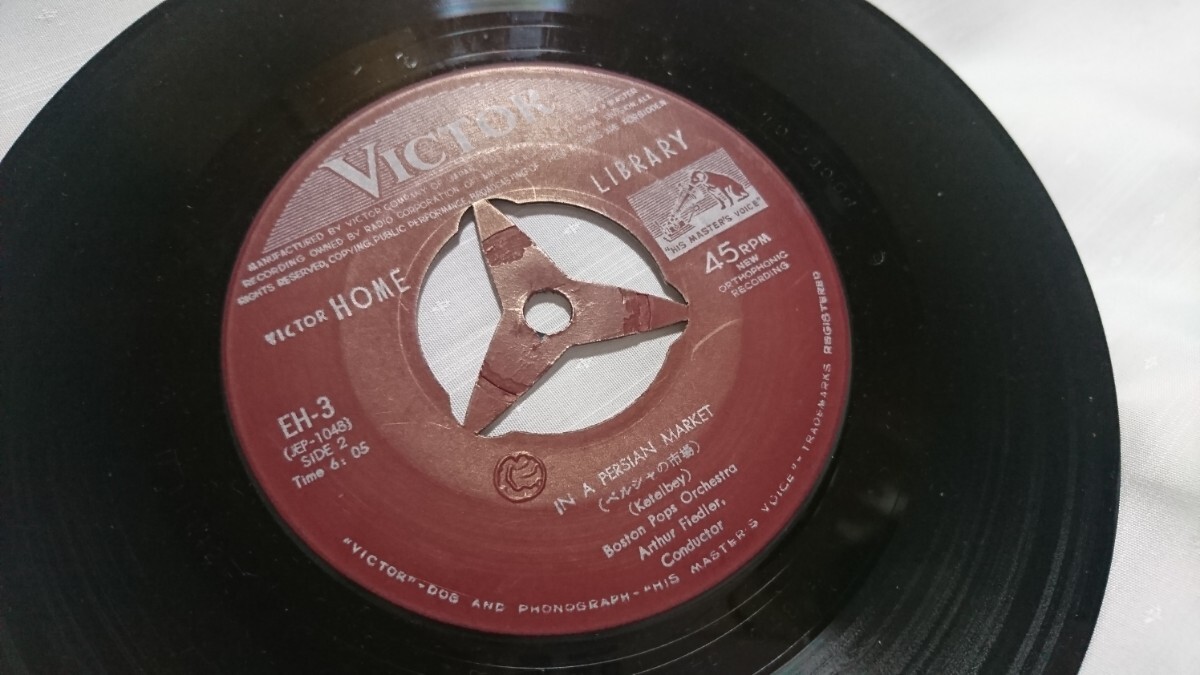 VICTOR
MANUFACTURED BY VICTOR COMPANY OF JAPAN
RECORDING OWNED BY RADIO CORPORATION OF
RIGHTS RESERVED, COPYING, PUBLIC PERFORMANCE, BROADCASTING
FORBIDDEN
VICTOR HOME LIBRARY
"HIS MASTER'S VOICE"
45RPM
NEW
ORTHOPHONIC
RECORDING
EH-3
(JEP-1048)
SIDE 2
Time 6:05
IN A PERSIAN MARKET
(ペルシャの市場)
(Ketelbey)
Boston Pops Orchestra
Arthur Fiedler,
Conductor
"VICTOR"-DOG AND PHONOGRAPH-"HIS MASTER'S VOICE"-TRADEMARKS REGISTERED